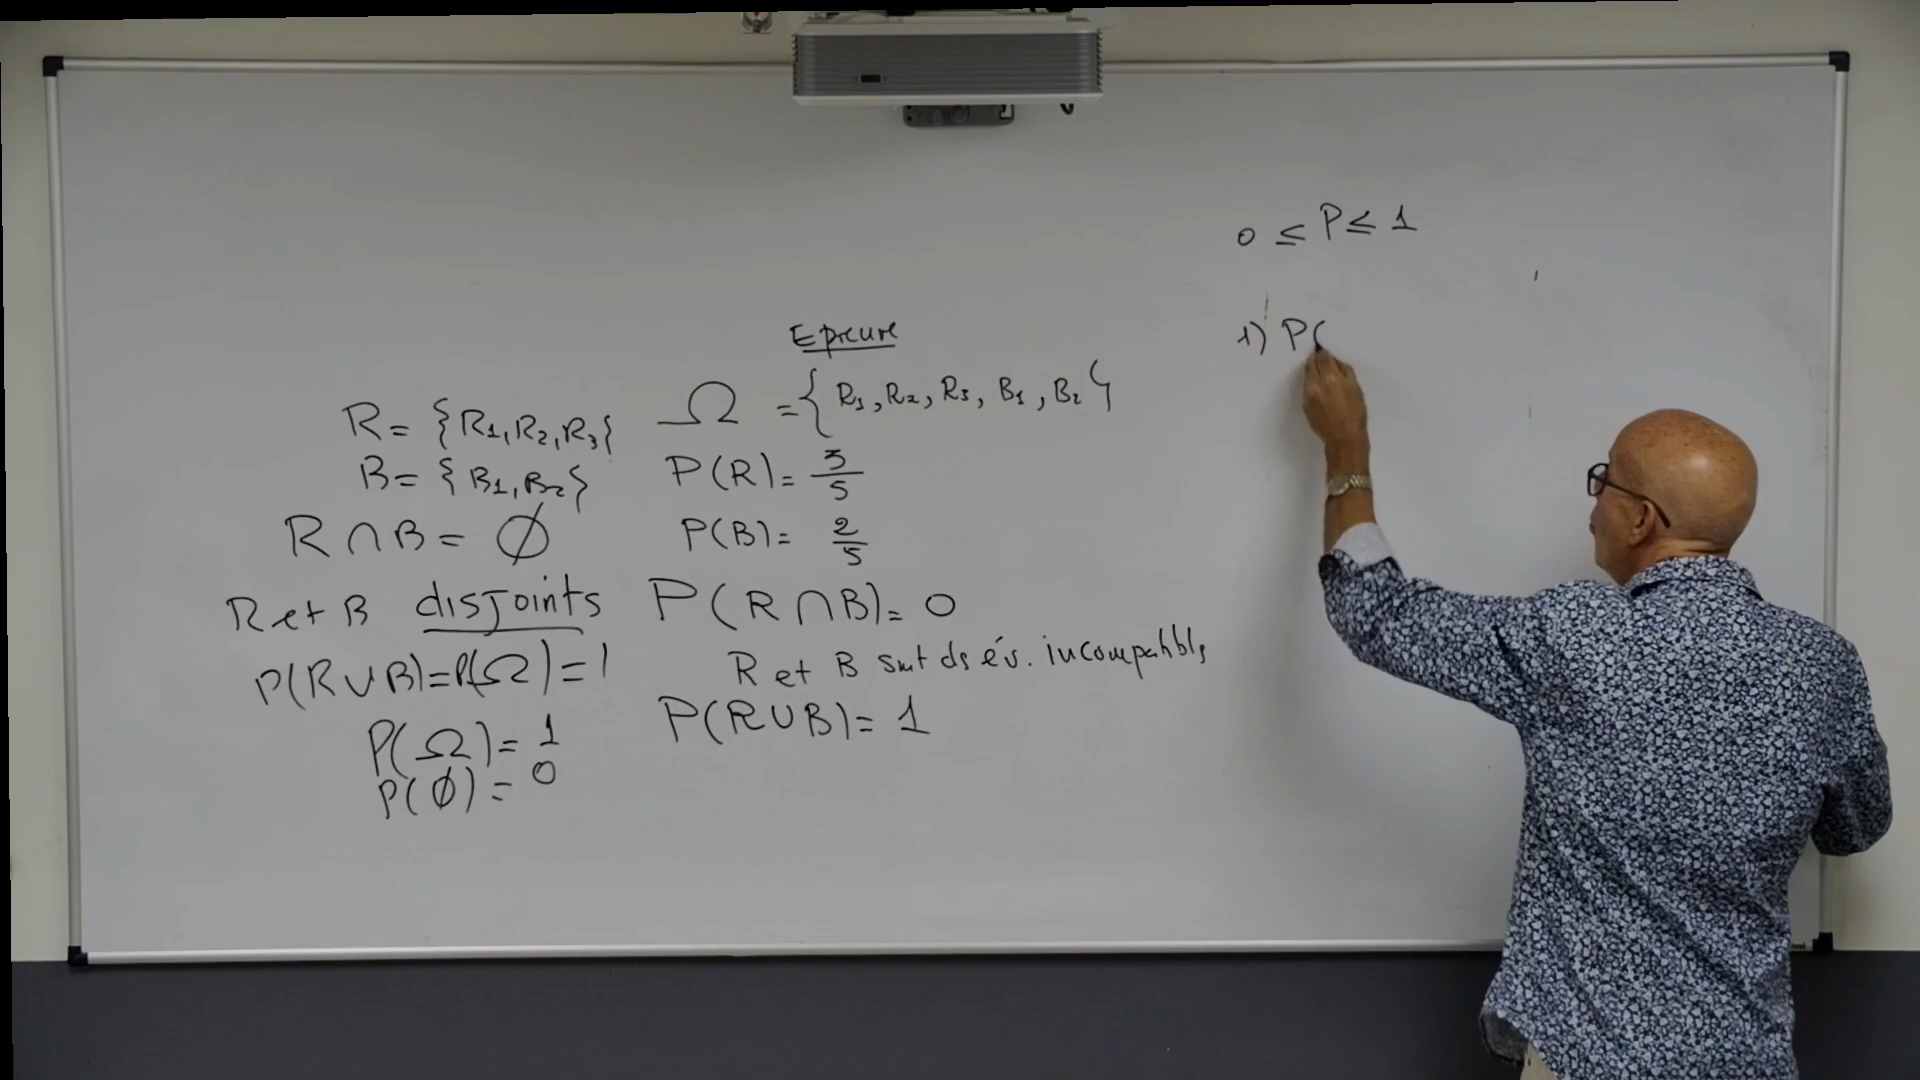 Epreuve
R = {R1, R2, R3}
B = {B1, B2}
R ∩ B = ∅
R et B disjoints
P(R ∪ B) = P(Ω) = 1
P(Ω) = 1
P(∅) = 0
Ω = {R1, R2, R3, B1, B2}
P(R) = 3/5
P(B) = 2/5
P(R ∩ B) = 0
R et B sont ds év. incompatibls
P(R ∪ B) = 1
0 ≤ P ≤ 1
1) P(